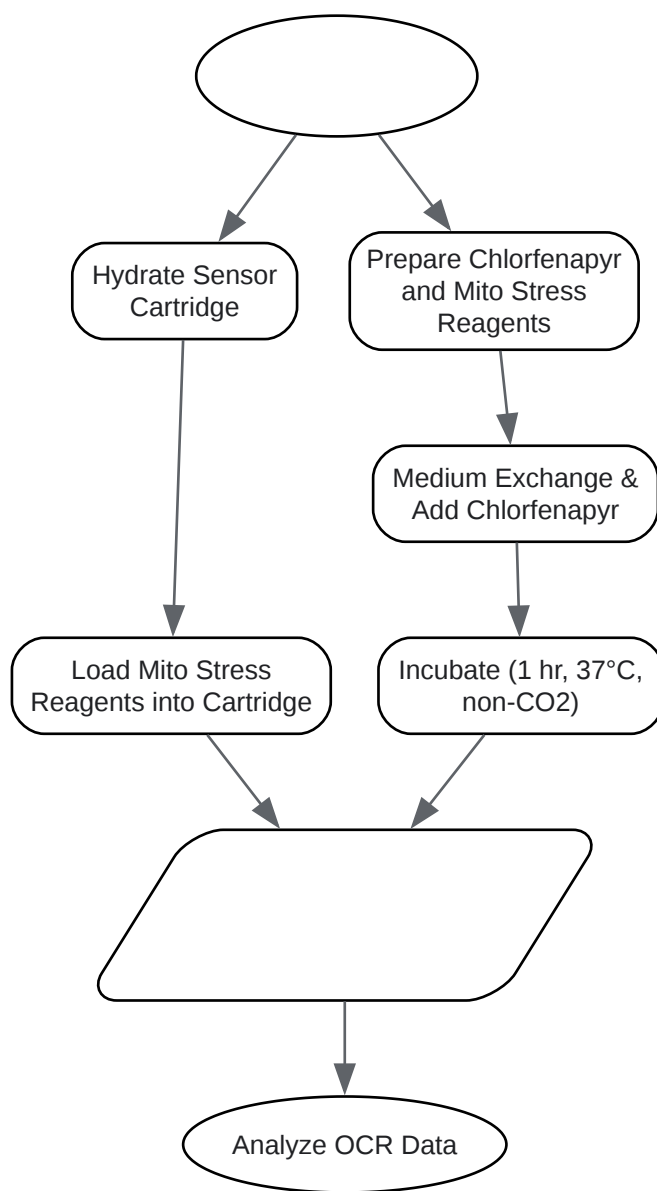 Hydrate Sensor
Cartridge
Prepare Chlorfenapyr
and Mito Stress
Reagents
Medium Exchange &
Add Chlorfenapyr
Load Mito Stress
Reagents into Cartridge
Incubate (1 hr, 37°C,
non-CO2)
Analyze OCR Data